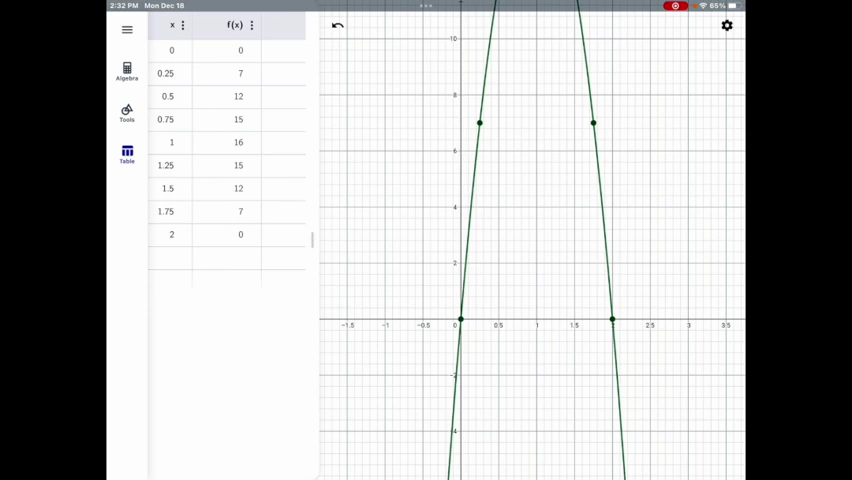 2:32 PM Mon Dec 18
65%
x f(x)
0 0
0.25 7
0.5 12
0.75 15
1 16
1.25 15
1.5 12
1.75 7
2 0
Algebra
Tools
Table
10
8
6
4
2
-1.5 -1 -0.5 0 0.5 1 1.5 2 2.5 3 3.5
-2
-4